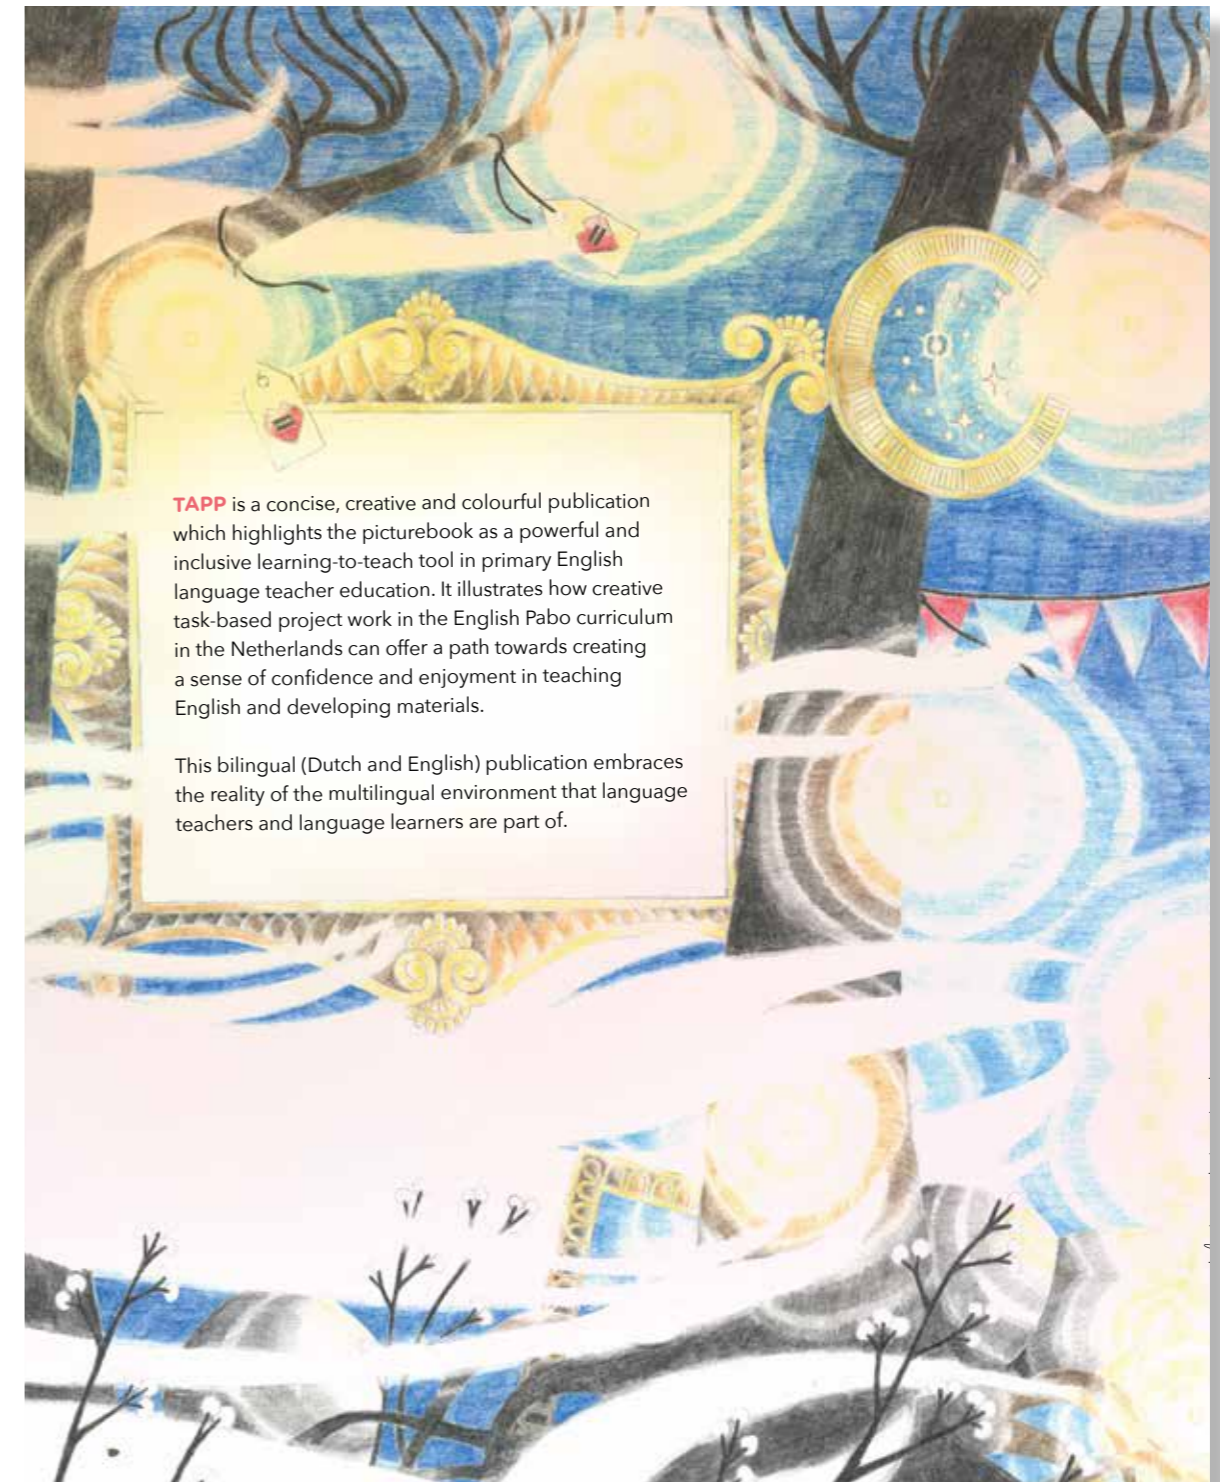 TAPP is a concise, creative and colourful publication
which highlights the picturebook as a powerful and
inclusive learning-to-teach tool in primary English
language teacher education. It illustrates how creative
task-based project work in the English Pabo curriculum
in the Netherlands can offer a path towards creating
a sense of confidence and enjoyment in teaching
English and developing materials.
This bilingual (Dutch and English) publication embraces
the reality of the multilingual environment that language
teachers and language learners are part of.